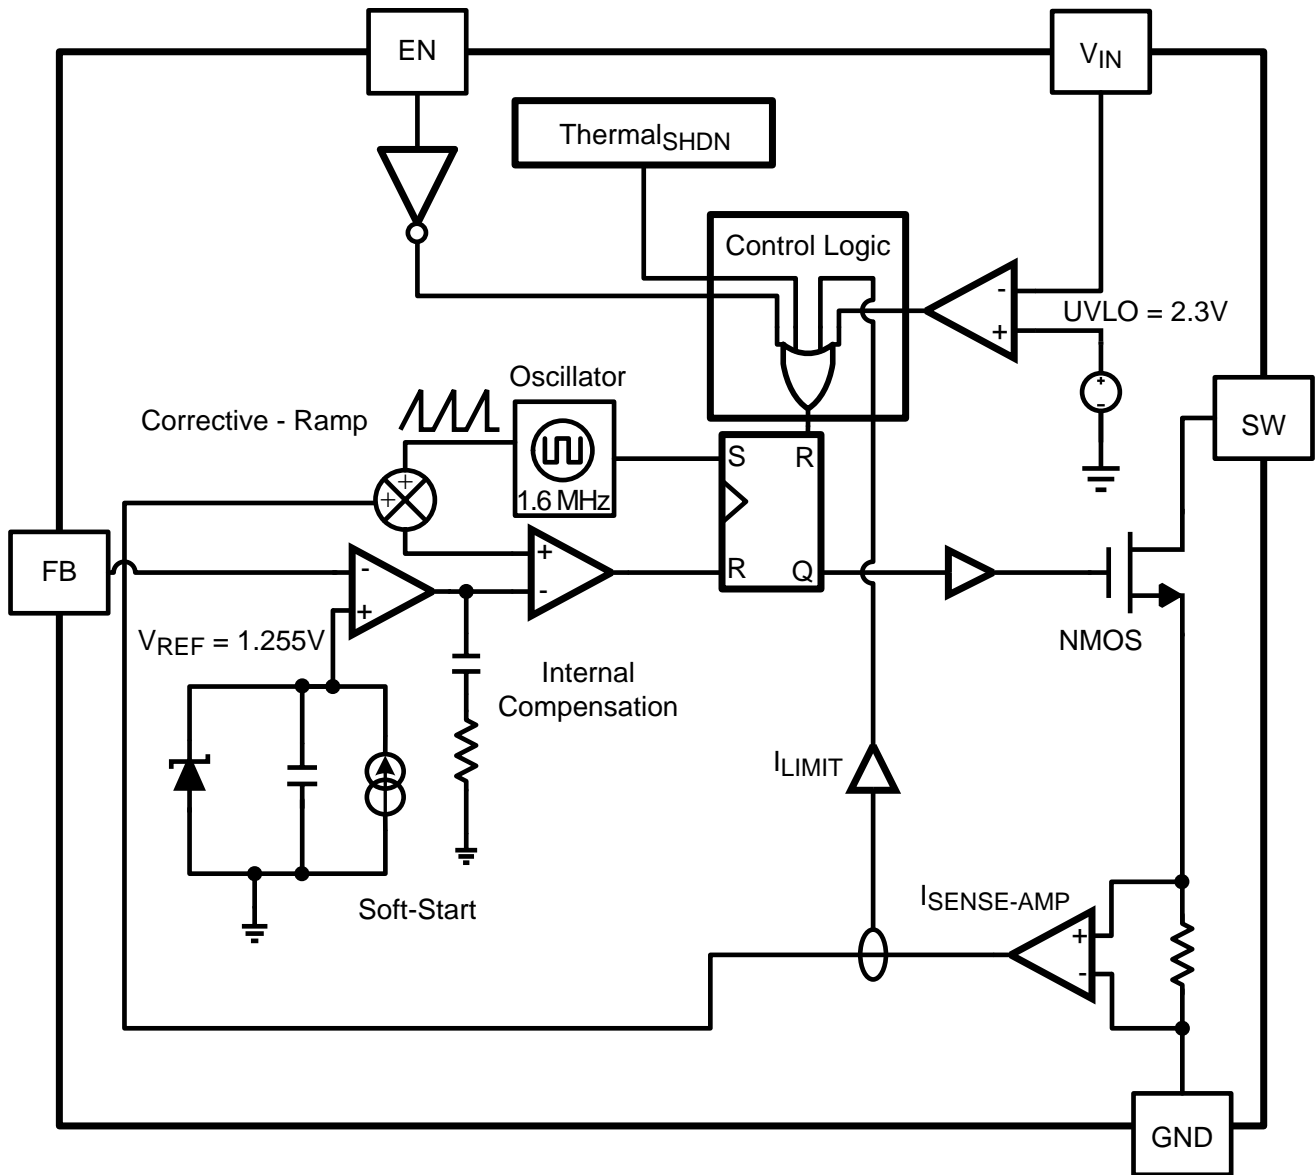 EN
VIN
ThermalSHDN
Control Logic
-
+
UVLO = 2.3V
+
-
Oscillator
Corrective - Ramp
1.6 MHz
+
+
S
R
SW
FB
-
+
+
-
R
Q
VREF = 1.255V
NMOS
Internal
Compensation
ILIMIT
Soft-Start
ISENSE-AMP
+
-
GND